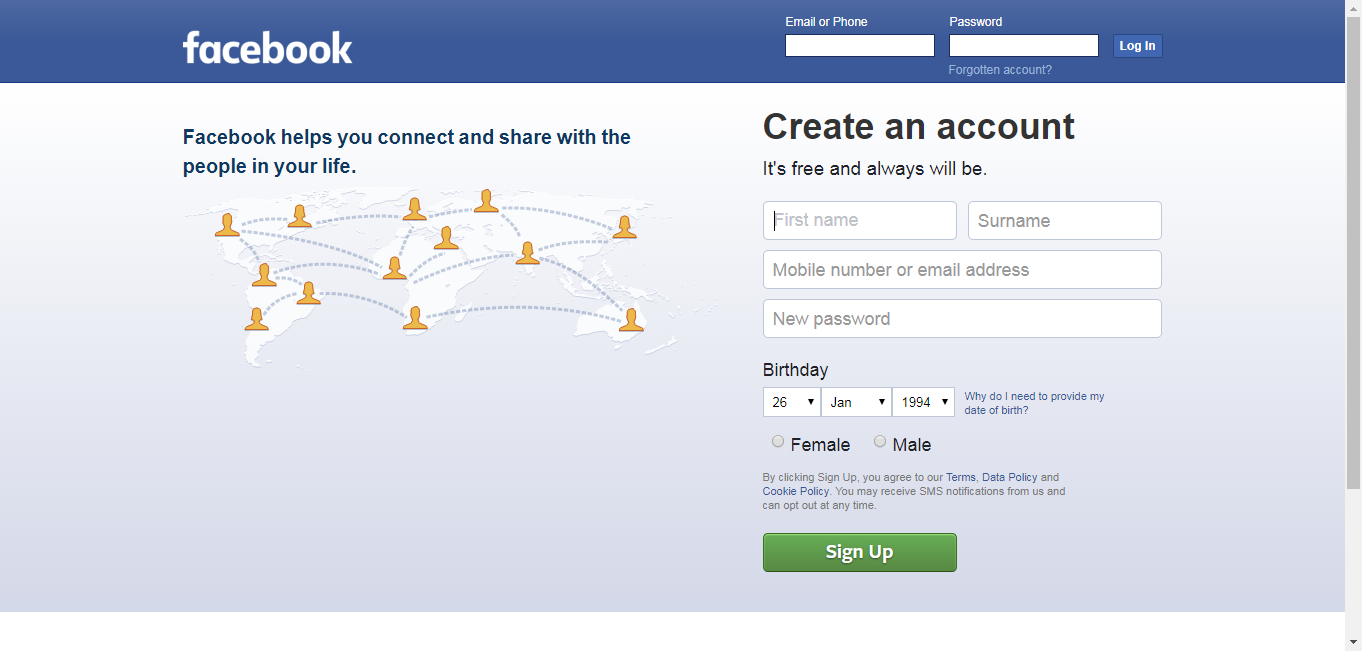 facebook
Email or Phone
Password
Log In
Forgotten account?
Facebook helps you connect and share with the
people in your life.
Create an account
It's free and always will be.
First name
Surname
Mobile number or email address
New password
Birthday
26
Jan
1994
Why do I need to provide my
date of birth?
Female
Male
By clicking Sign Up, you agree to our Terms, Data Policy and
Cookie Policy. You may receive SMS notifications from us and
can opt out at any time.
Sign Up